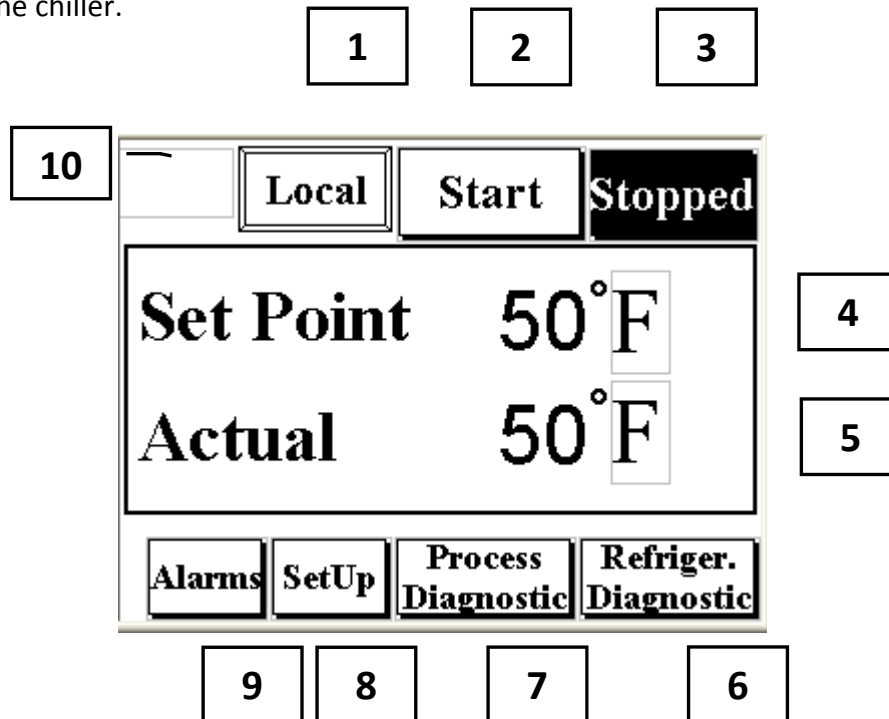 ne chiller.
1 2 3
10
Local Start Stopped
Set Point 50°F
4
Actual 50°F
5
Alarms SetUp Process Diagnostic Refriger. Diagnostic
9 8 7 6